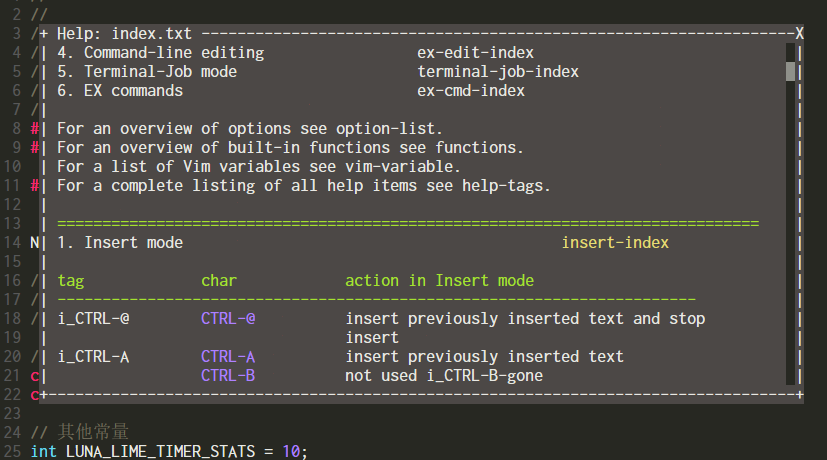 2 //
3 /+ Help: index.txt ------------------------------------------------------------------X
4 /| 4. Command-line editing ex-edit-index |
5 /| 5. Terminal-Job mode terminal-job-index |
6 /| 6. EX commands ex-cmd-index |
7 /| |
8 #| For an overview of options see option-list. |
9 #| For an overview of built-in functions see functions. |
10 | For a list of Vim variables see vim-variable. |
11 #| For a complete listing of all help items see help-tags. |
12 | |
13 | ============================================================================== |
14 N| 1. Insert mode insert-index |
15 | |
16 /| tag char action in Insert mode |
17 /| ----------------------------------------------------------------------- |
18 /| i_CTRL-@ CTRL-@ insert previously inserted text and stop |
19 | insert |
20 /| i_CTRL-A CTRL-A insert previously inserted text |
21 c| CTRL-B not used i_CTRL-B-gone |
22 c+-----------------------------------------------------------------------------------+
23
24 // 其他常量
25 int LUNA_LIME_TIMER_STATS = 10;